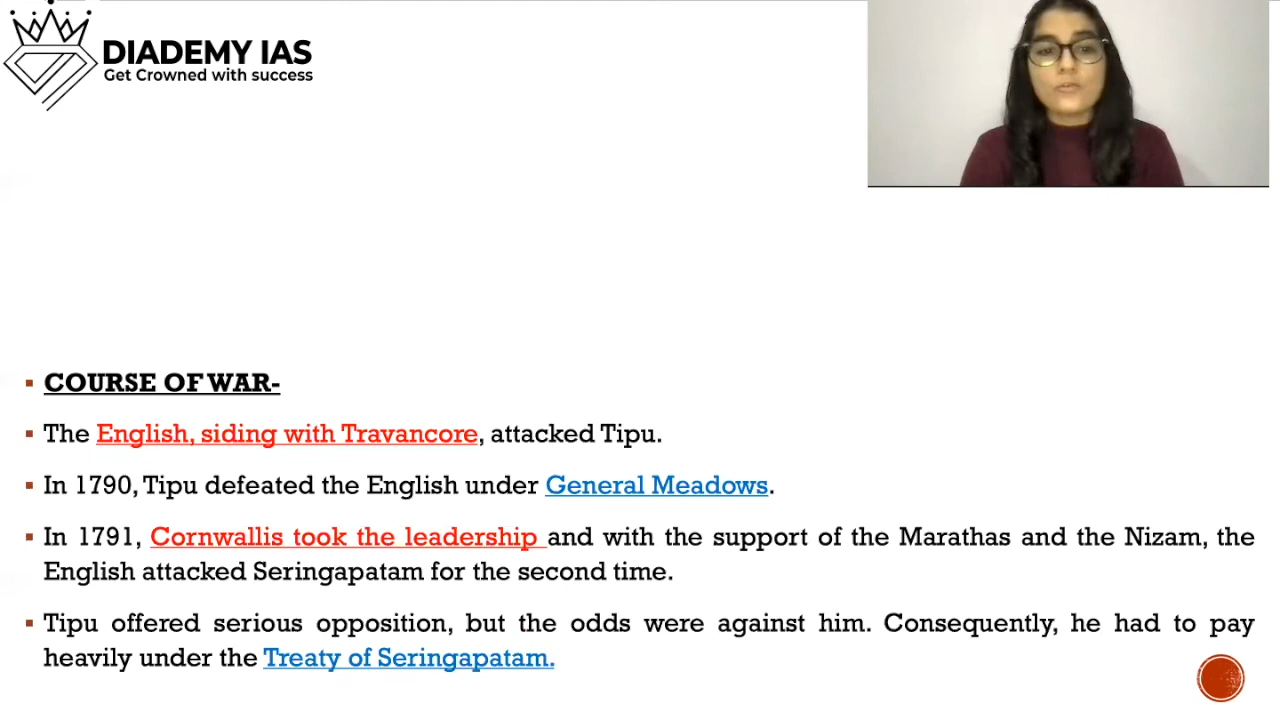 DIADEMY IAS
Get Crowned with success
COURSE OF WAR-
The English, siding with Travancore, attacked Tipu.
In 1790, Tipu defeated the English under General Meadows.
In 1791, Cornwallis took the leadership and with the support of the Marathas and the Nizam, the
English attacked Seringapatam for the second time.
Tipu offered serious opposition, but the odds were against him. Consequently, he had to pay
heavily under the Treaty of Seringapatam.